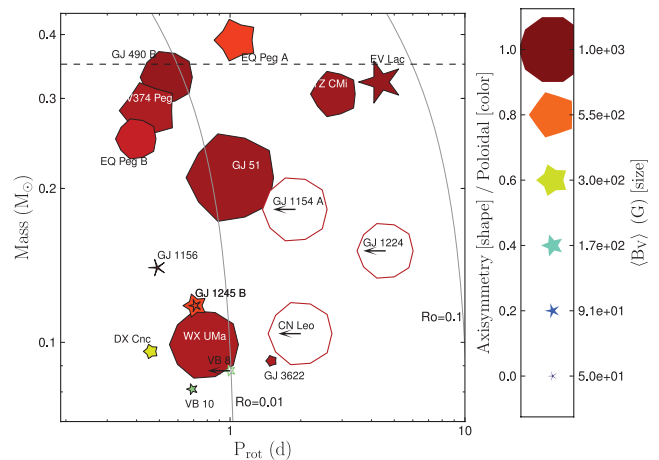 0.4
GJ 490 B
EQ Peg A
EV Lac
0.3
V374 Peg
YZ CMi
EQ Peg B
GJ 51
0.2
GJ 1154 A
GJ 1224
GJ 1156
GJ 1245 B
Ro=0.1
DX Cnc
WX UMa
CN Leo
0.1
VB 8
GJ 3622
VB 10
Ro=0.01
1
10
P_rot (d)
Mass (M⊙)
1.0
0.8
0.6
0.4
0.2
0.0
Axisymmetry [shape] / Poloidal [color]
1.0e+03
5.5e+02
3.0e+02
1.7e+02
9.1e+01
5.0e+01
⟨Bv⟩ (G) [size]